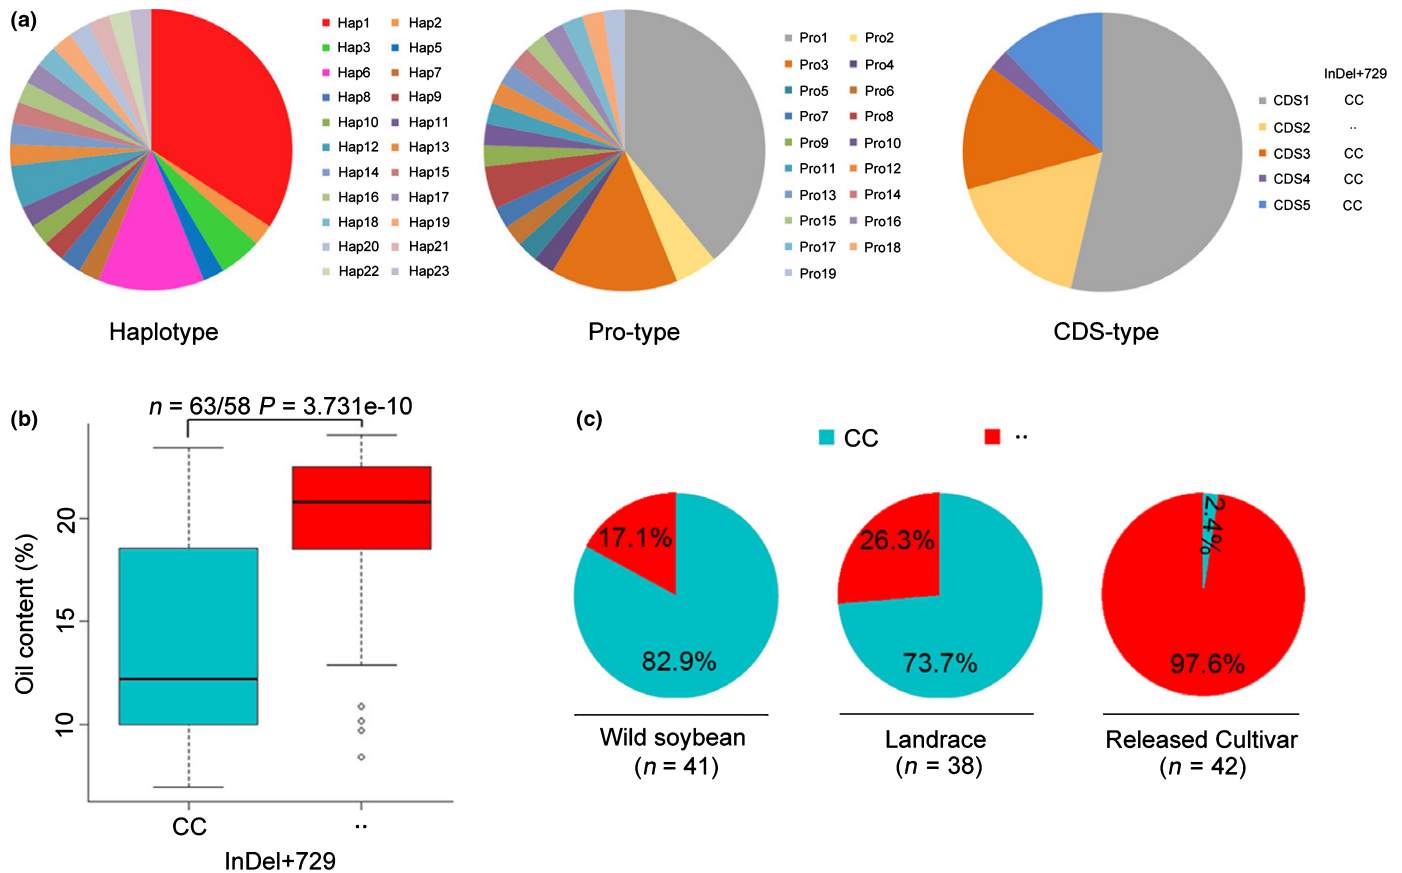 (a)
Hap1 Hap2
Hap3 Hap5
Hap6 Hap7
Hap8 Hap9
Hap10 Hap11
Hap12 Hap13
Hap14 Hap15
Hap16 Hap17
Hap18 Hap19
Hap20 Hap21
Hap22 Hap23
Haplotype
Pro1 Pro2
Pro3 Pro4
Pro5 Pro6
Pro7 Pro8
Pro9 Pro10
Pro11 Pro12
Pro13 Pro14
Pro15 Pro16
Pro17 Pro18
Pro19
Pro-type
InDel+729
CDS1 CC
CDS2 ··
CDS3 CC
CDS4 CC
CDS5 CC
CDS-type
(b)
n = 63/58 P = 3.731e-10
Oil content (%)
20
15
10
CC ··
InDel+729
(c)
CC ··
17.1%
82.9%
Wild soybean
(n = 41)
26.3%
73.7%
Landrace
(n = 38)
2.4%
97.6%
Released Cultivar
(n = 42)